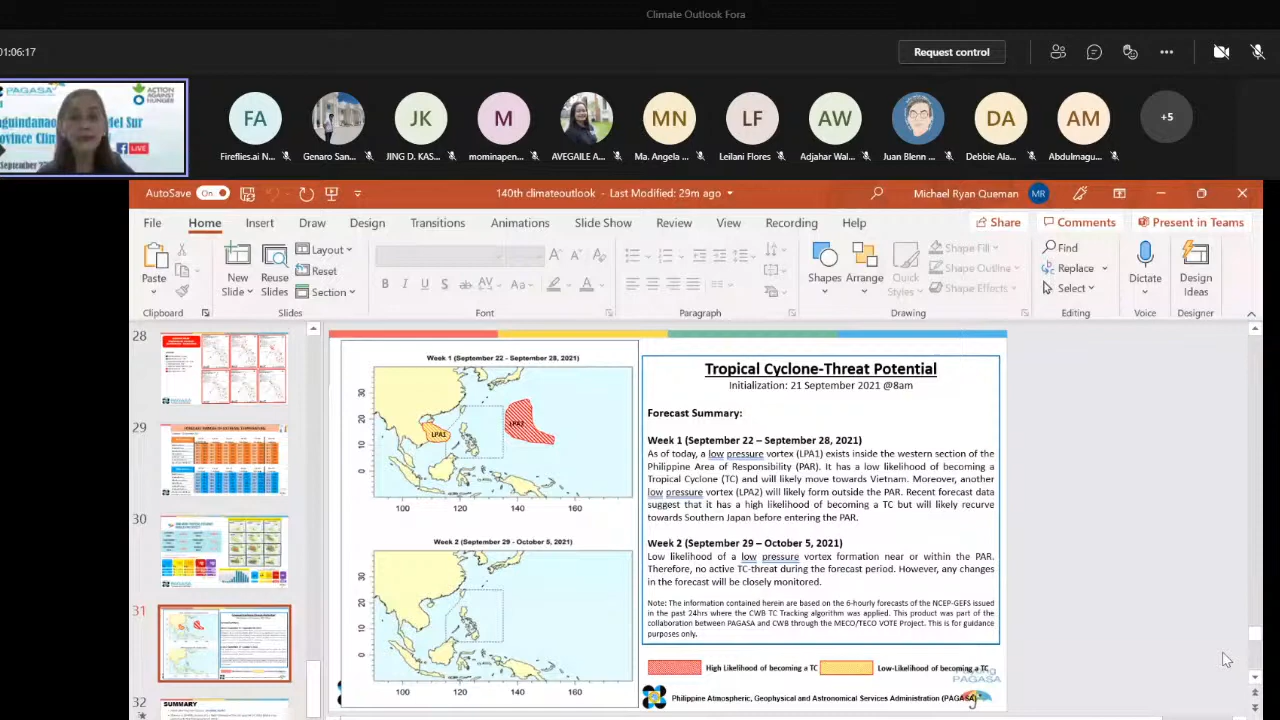 Climate Outlook Fora
01:06:17
Request control
PAGASA
ACTION AGAINST HUNGER
LIVE
FA
JK
M
MN
LF
AW
DA
AM
+5
Fireflies.ai N...
Genaro San...
JING D. KAS...
AVEGAILE A...
Ma. Angela ...
Juan Blenn ...
Debbie Ala...
Abdulmagu...
AutoSave
On
140th climateoutlook - Last Modified: 29m ago
Michael Ryan Queman
MR
File
Home
Insert
Draw
Design
Transitions
Animations
Slide Show
Review
View
Recording
Help
Share
Comments
Present in Teams
Paste
New Slide
Reuse Slides
Layout
Reset
Section
Shapes
Arrange
Quick Styles
Shape Fill
Shape Outline
Shape Effects
Find
Replace
Select
Dictate
Design Ideas
Clipboard
Slides
Font
Paragraph
Drawing
Editing
Voice
Designer
28
29
30
31
32
SUMMARY
Week 1 (September 22 - September 28, 2021)
30
20
10
0
LPA1
LPA2
100
120
140
160
Week 2 (September 29 - October 5, 2021)
30
20
10
0
100
120
140
160
Tropical Cyclone-Threat Potential
Initialization: 21 September 2021 @8am
Forecast Summary:
Week 1 (September 22 – September 28, 2021)
As of today, a low pressure vortex (LPA1) exists inside the western section of the
Philippine Area of Responsibility (PAR). It has a low likelihood of becoming a
Tropical Cyclone (TC) and will likely move towards Vietnam. Moreover, another
low pressure vortex (LPA2) will likely form outside the PAR. Recent forecast data
suggest that it has a high likelihood of becoming a TC but will likely recurve
towards Southern Japan before entering the PAR.
Week 2 (September 29 – October 5, 2021)
Low likelihood of a low pressure vortex formation near or within the PAR.
Therefore, no active TC-threat during the forecast period. However, any changes
in the forecast will be closely monitored.
Note: The information contained herein are based on the 6-hourly forecasts of the NCEP-GEFS issued
in the past 24hrs where the CWB TC Tracking algorithm was applied. This product was part of the
collaboration between PAGASA and CWB through the MECO/TECO VOTE Project. This is for guidance
purposes only.
High Likelihood of becoming a TC
Low-Likelihood of becoming a TC
PAGASA
Philippine Atmospheric, Geophysical and Astronomical Services Administration (PAGASA)